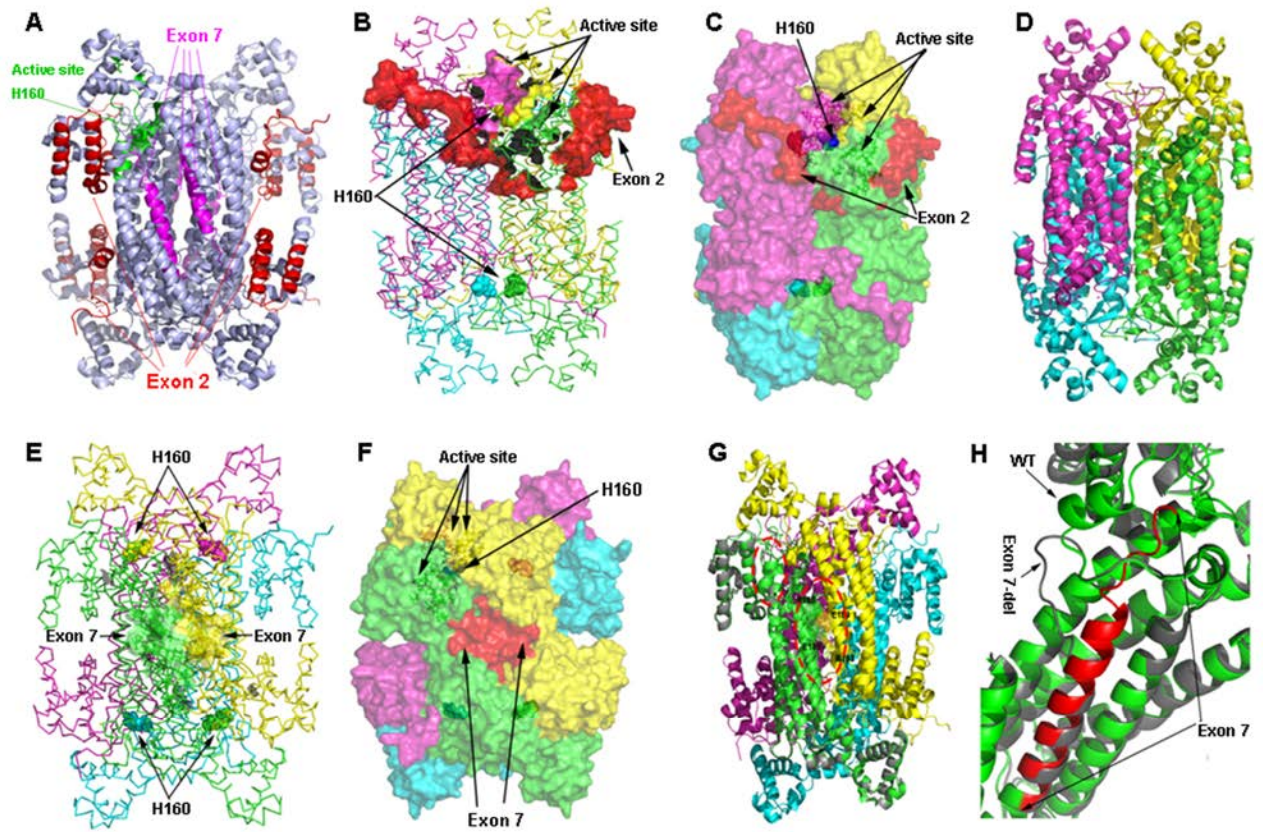 A
Exon 7
Active site
H160
Exon 2
B
Active site
H160
Exon 2
C
H160
Active site
Exon 2
D
E
H160
Exon 7
Exon 7
H160
F
Active site
H160
Exon 7
G
H
WT
Exon 7-del
Exon 7